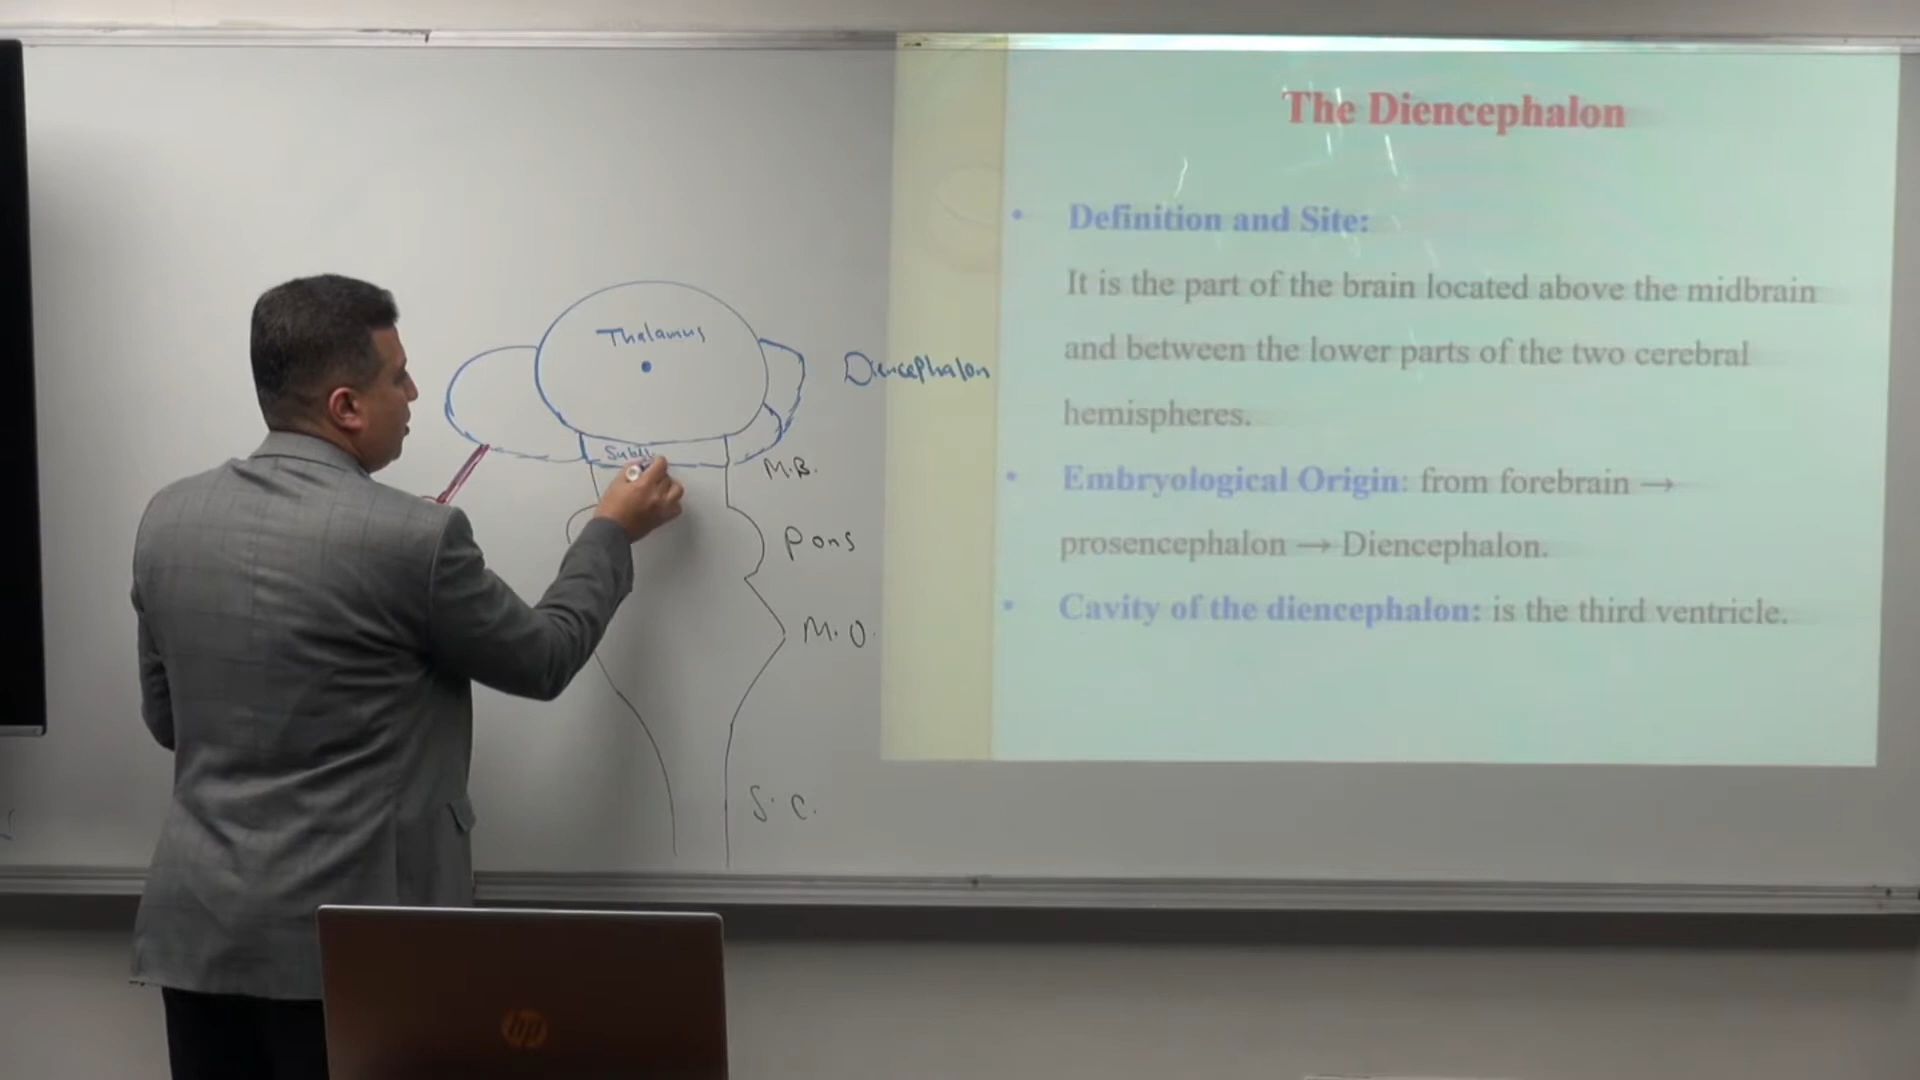 The Diencephalon
• Definition and Site:
It is the part of the brain located above the midbrain
and between the lower parts of the two cerebral
hemispheres.
• Embryological Origin: from forebrain →
prosencephalon → Diencephalon.
• Cavity of the diencephalon: is the third ventricle.
Thalamus
Diencephalon
M.B.
Pons
M.O.
S.C.
hp